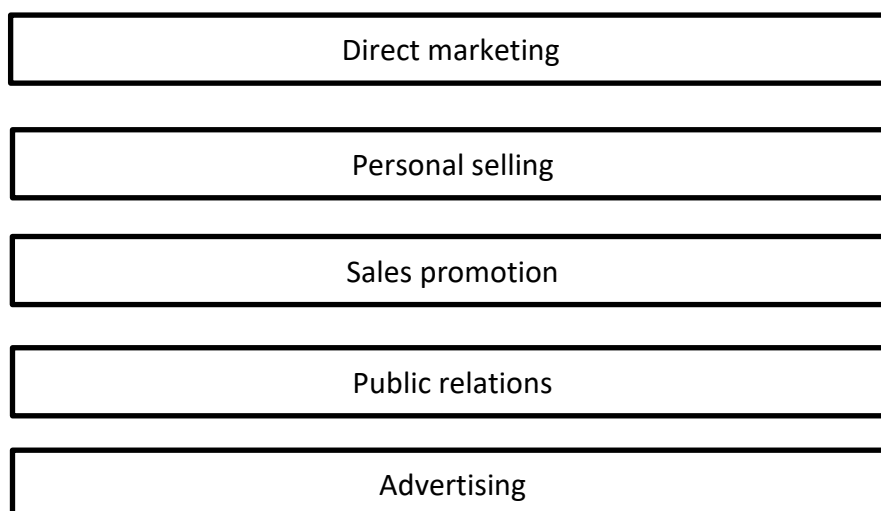 Direct marketing
Personal selling
Sales promotion
Public relations
Advertising